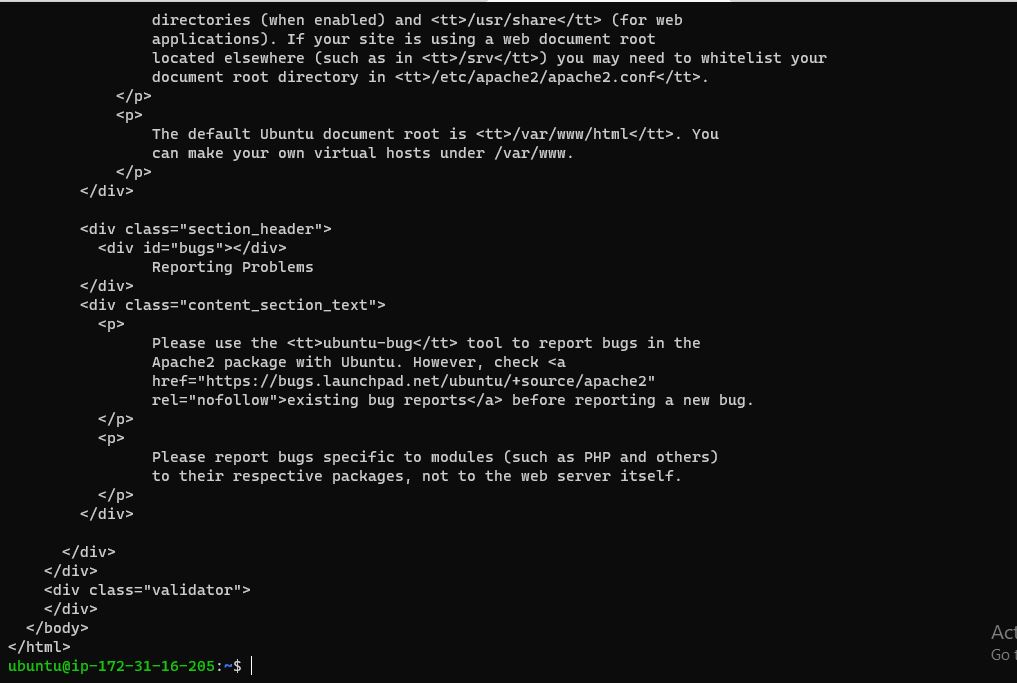 directories (when enabled) and <tt>/usr/share</tt> (for web
applications). If your site is using a web document root
located elsewhere (such as in <tt>/srv</tt>) you may need to whitelist your
document root directory in <tt>/etc/apache2/apache2.conf</tt>.
</p>
<p>
The default Ubuntu document root is <tt>/var/www/html</tt>. You
can make your own virtual hosts under /var/www.
</p>
</div>
<div class="section_header">
<div id="bugs"></div>
Reporting Problems
</div>
<div class="content_section_text">
<p>
Please use the <tt>ubuntu-bug</tt> tool to report bugs in the
Apache2 package with Ubuntu. However, check <a
href="https://bugs.launchpad.net/ubuntu/+source/apache2"
rel="nofollow">existing bug reports</a> before reporting a new bug.
</p>
<p>
Please report bugs specific to modules (such as PHP and others)
to their respective packages, not to the web server itself.
</p>
</div>
</div>
</div>
<div class="validator">
</div>
</body>
</html>
ubuntu@ip-172-31-16-205:~$
Go